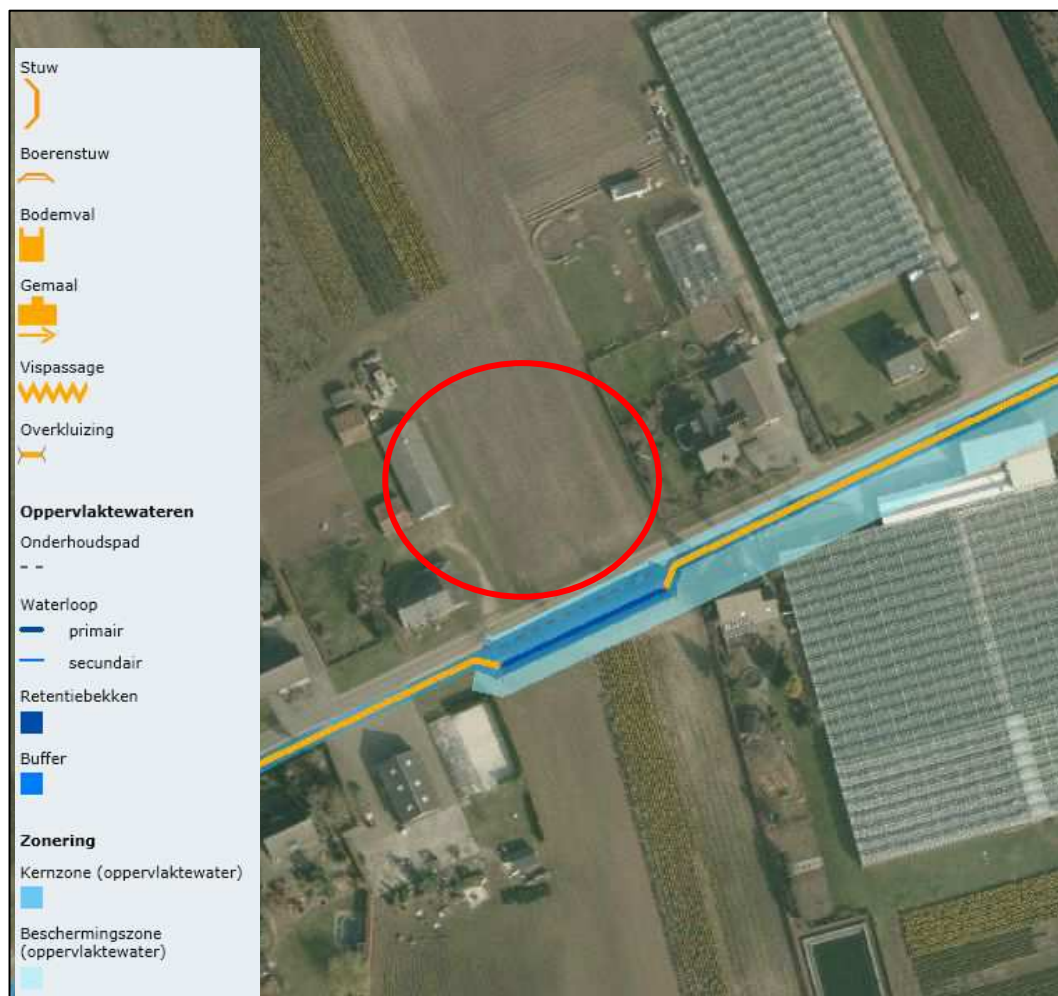 Stuw
Boerenstuw
Bodemval
Gemaal
Vispassage
Overkluizing
Oppervlaktewateren
Onderhoudspad
Waterloop
primair
secundair
Retentiebekken
Buffer
Zonering
Kernzone (oppervlaktewater)
Beschermingszone
(oppervlaktewater)